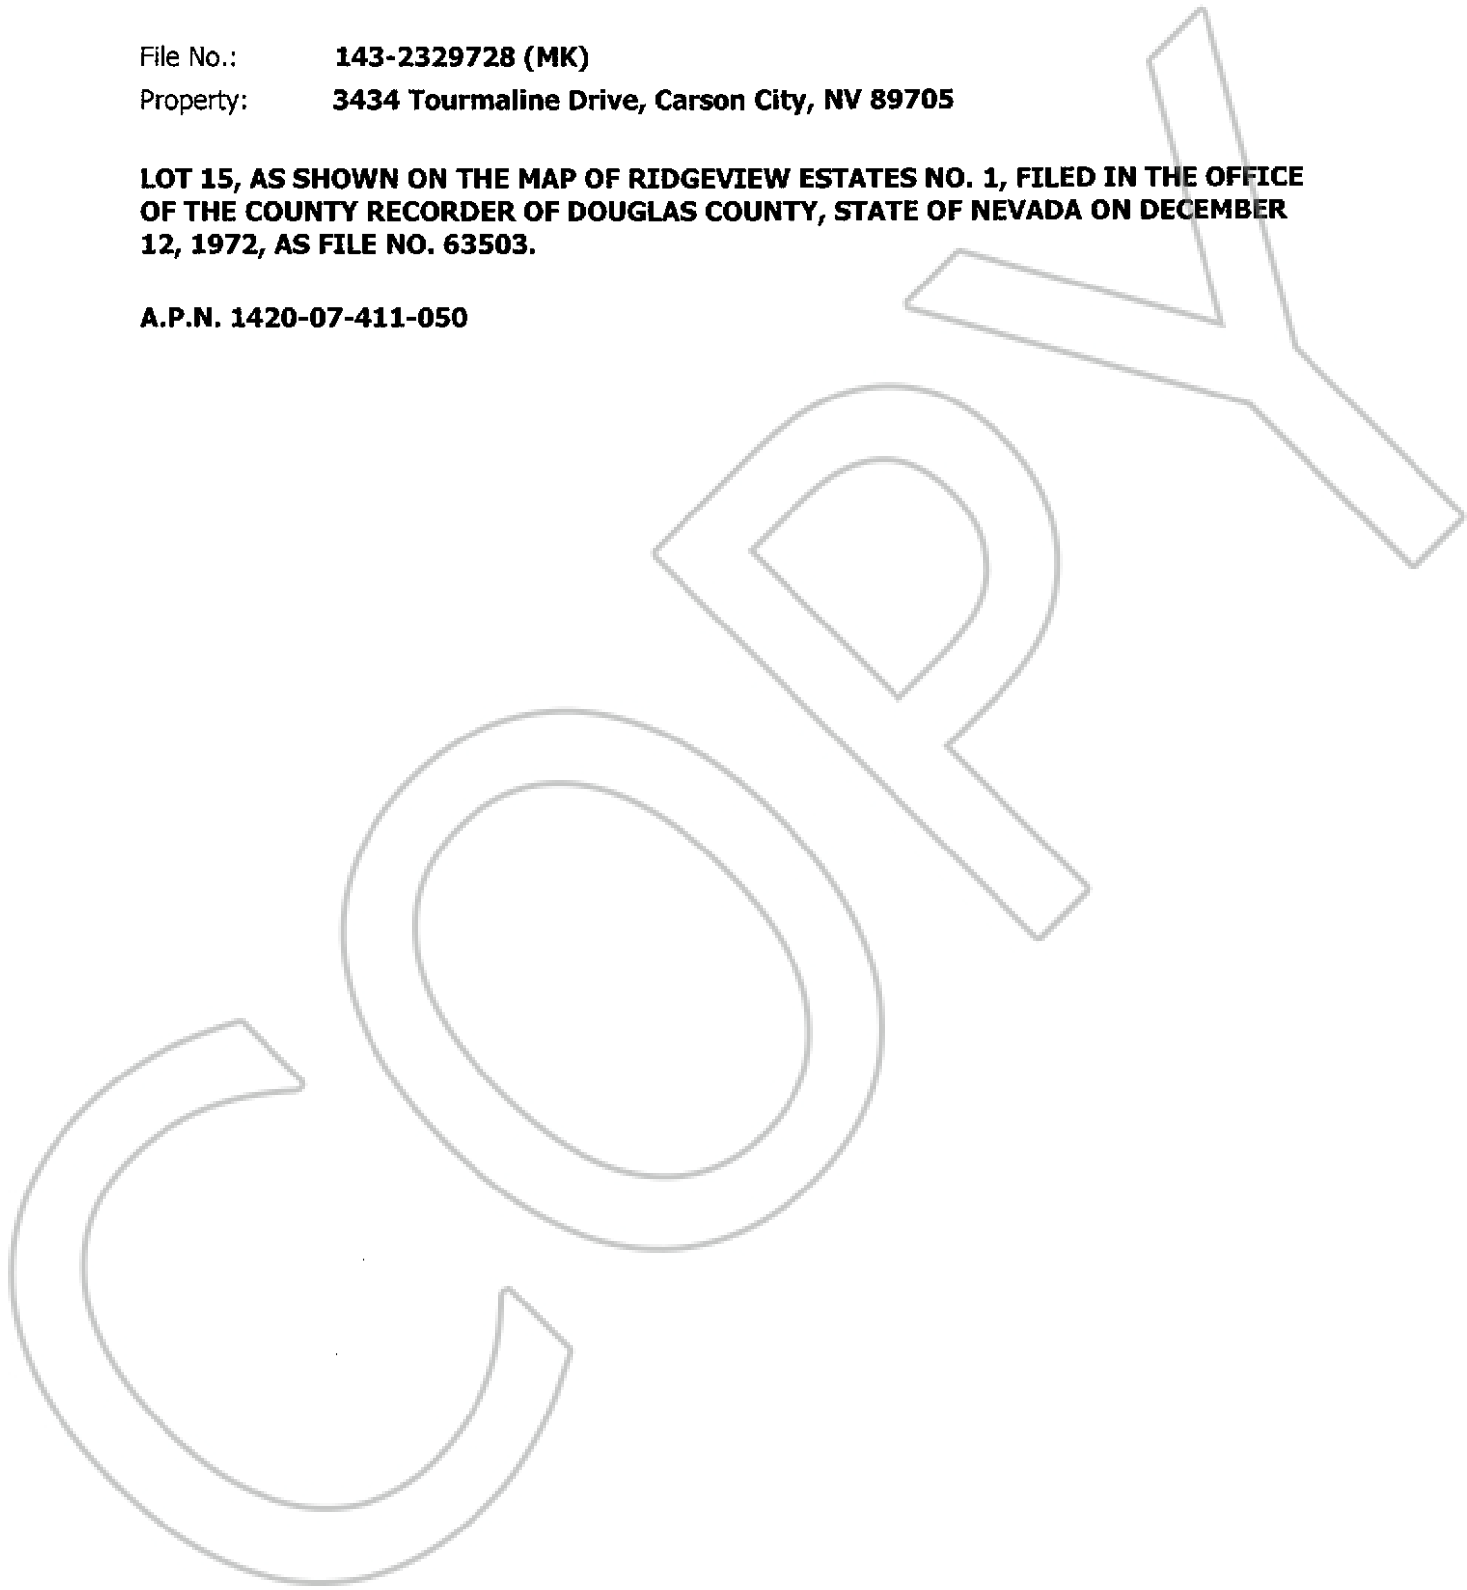 File No.: 143-2329728 (MK)
Property: 3434 Tourmaline Drive, Carson City, NV 89705
LOT 15, AS SHOWN ON THE MAP OF RIDGEVIEW ESTATES NO. 1, FILED IN THE OFFICE
OF THE COUNTY RECORDER OF DOUGLAS COUNTY, STATE OF NEVADA ON DECEMBER
12, 1972, AS FILE NO. 63503.
A.P.N. 1420-07-411-050
COPY